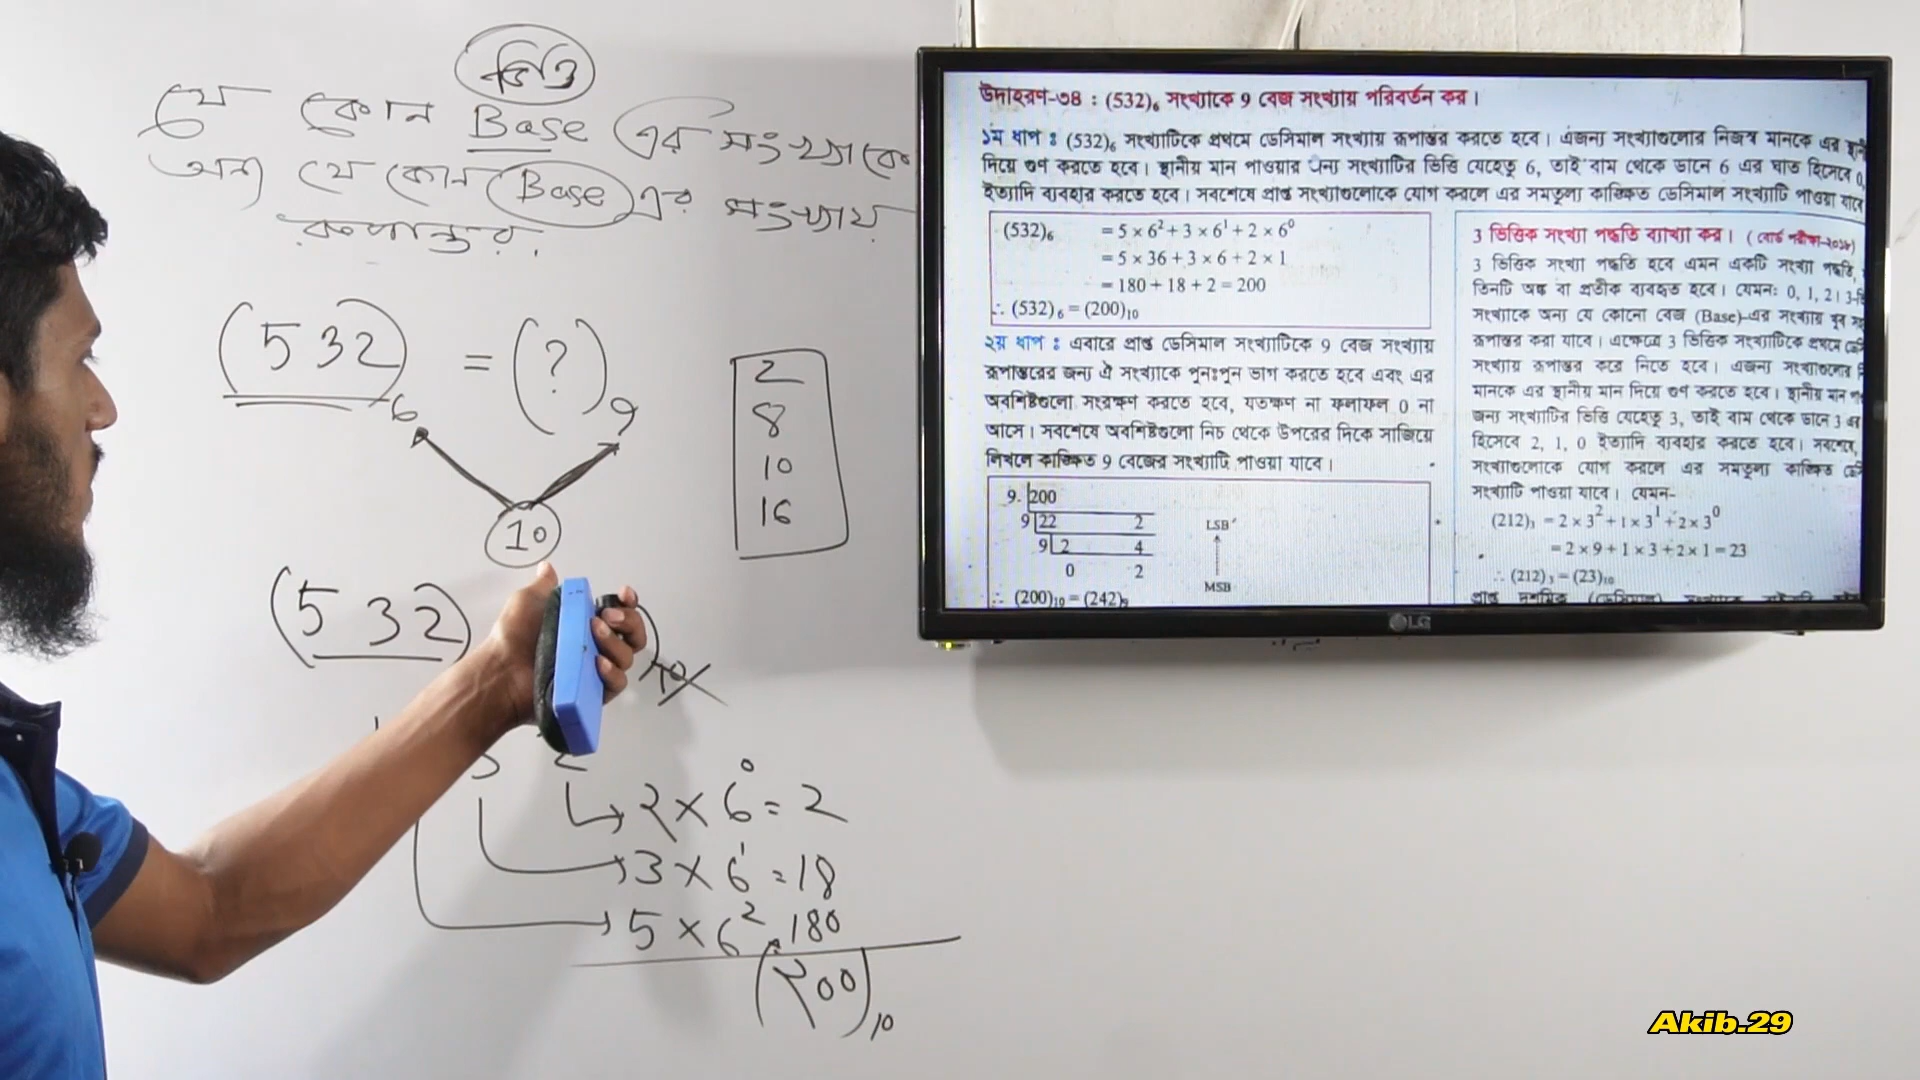 ভিত্তি
যে কোন Base এর সংখ্যাকে
অন্য যে কোন Base এর সংখ্যায়
রুপান্তর.
(532)6 = (?)9
2
8
10
16
10
(532)
10
2 × 6⁰ = 2
3 × 6¹ = 18
5 × 6² = 180
(200)10
উদাহরণ-৩৪ : (532)₆ সংখ্যাকে 9 বেজ সংখ্যায় পরিবর্তন কর।
১ম ধাপ : (532)₆ সংখ্যাটিকে প্রথমে ডেসিমাল সংখ্যায় রূপান্তর করতে হবে। এজন্য সংখ্যাগুলোর নিজস্ব মানকে এর
দিয়ে গুণ করতে হবে। স্থানীয় মান পাওয়ার জন্য সংখ্যাটির ভিত্তি যেহেতু 6, তাই বাম থেকে ডানে 6 এর ঘাত হিসেবে 0,
ইত্যাদি ব্যবহার করতে হবে। সবশেষে প্রাপ্ত সংখ্যাগুলোকে যোগ করলে এর সমতুল্য কাঙ্ক্ষিত ডেসিমাল সংখ্যাটি পাওয়া যাবে
(532)₆ = 5 × 6² + 3 × 6¹ + 2 × 6⁰
= 5 × 36 + 3 × 6 + 2 × 1
= 180 + 18 + 2 = 200
∴ (532)₆ = (200)₁₀
২য় ধাপ : এবারে প্রাপ্ত ডেসিমাল সংখ্যাটিকে 9 বেজ সংখ্যায়
রূপান্তরের জন্য ঐ সংখ্যাকে পুনঃপুন ভাগ করতে হবে এবং এর
অবশিষ্টগুলো সংরক্ষণ করতে হবে, যতক্ষণ না ফলাফল 0 না
আসে। সবশেষে অবশিষ্টগুলো নিচ থেকে উপরের দিকে সাজিয়ে
লিখলে কাঙ্ক্ষিত 9 বেজের সংখ্যাটি পাওয়া যাবে।
9 200
9 22 2 LSB
9 2 4
0 2 MSB
∴ (200)₁₀ = (242)₉
3 ভিত্তিক সংখ্যা পদ্ধতি ব্যাখ্যা কর। (বোর্ড পরীক্ষা-২০১৮)
3 ভিত্তিক সংখ্যা পদ্ধতি হবে এমন একটি সংখ্যা পদ্ধতি,
তিনটি অঙ্ক বা প্রতীক ব্যবহৃত হবে। যেমন: 0, 1, 2। 3-
সংখ্যাকে অন্য যে কোনো বেজ (Base)-এর সংখ্যায় খুব
রূপান্তর করা যাবে। এক্ষেত্রে 3 ভিত্তিক সংখ্যাটিকে প্রথমে
সংখ্যায় রূপান্তর করে নিতে হবে। এজন্য সংখ্যাগুলোর
মানকে এর স্থানীয় মান দিয়ে গুণ করতে হবে। স্থানীয় মান
জন্য সংখ্যাটির ভিত্তি যেহেতু 3, তাই বাম থেকে ডানে 3 এর
হিসেবে 2, 1, 0 ইত্যাদি ব্যবহার করতে হবে। সবশেষে,
সংখ্যাগুলোকে যোগ করলে এর সমতুল্য কাঙ্ক্ষিত
সংখ্যাটি পাওয়া যাবে। যেমন-
(212)₃ = 2 × 3² + 1 × 3¹ + 2 × 3⁰
= 2 × 9 + 1 × 3 + 2 × 1 = 23
∴ (212)₃ = (23)₁₀
LG
Akib.29